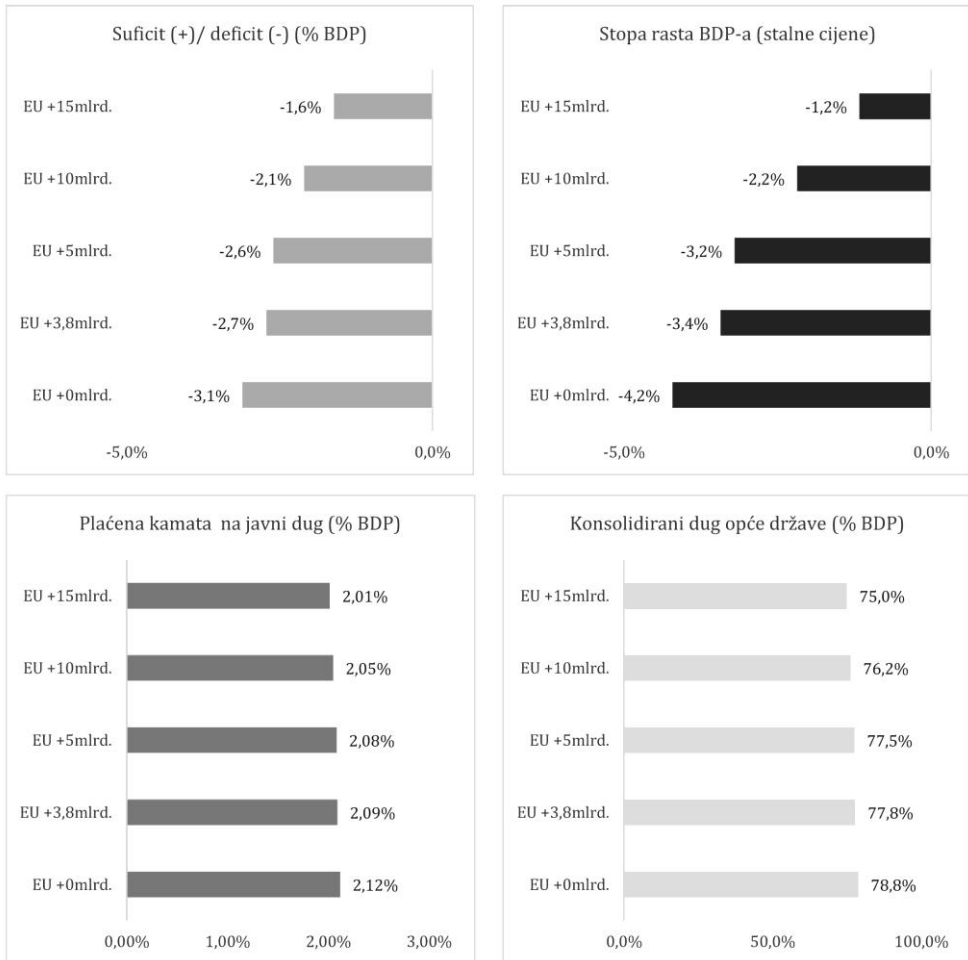 Suficit (+)/ deficit (-) (% BDP)
EU +15mlrd. -1,6%
EU +10mlrd. -2,1%
EU +5mlrd. -2,6%
EU +3,8mlrd. -2,7%
EU +0mlrd. -3,1%
-5,0% 0,0%
Stopa rasta BDP-a (stalne cijene)
EU +15mlrd. -1,2%
EU +10mlrd. -2,2%
EU +5mlrd. -3,2%
EU +3,8mlrd. -3,4%
EU +0mlrd. -4,2%
-5,0% 0,0%
Plaćena kamata na javni dug (% BDP)
EU +15mlrd. 2,01%
EU +10mlrd. 2,05%
EU +5mlrd. 2,08%
EU +3,8mlrd. 2,09%
EU +0mlrd. 2,12%
0,00% 1,00% 2,00% 3,00%
Konsolidirani dug opće države (% BDP)
EU +15mlrd. 75,0%
EU +10mlrd. 76,2%
EU +5mlrd. 77,5%
EU +3,8mlrd. 77,8%
EU +0mlrd. 78,8%
0,0% 50,0% 100,0%